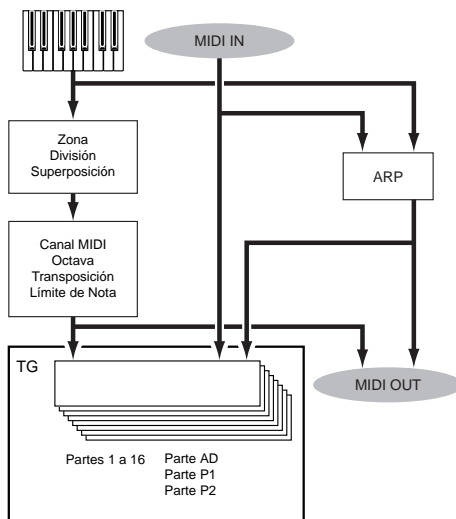 MIDI IN
Zona
División
Superposición
ARP
Canal MIDI
Octava
Transposición
Límite de Nota
TG
MIDI OUT
Partes 1 a 16
Parte AD
Parte P1
Parte P2